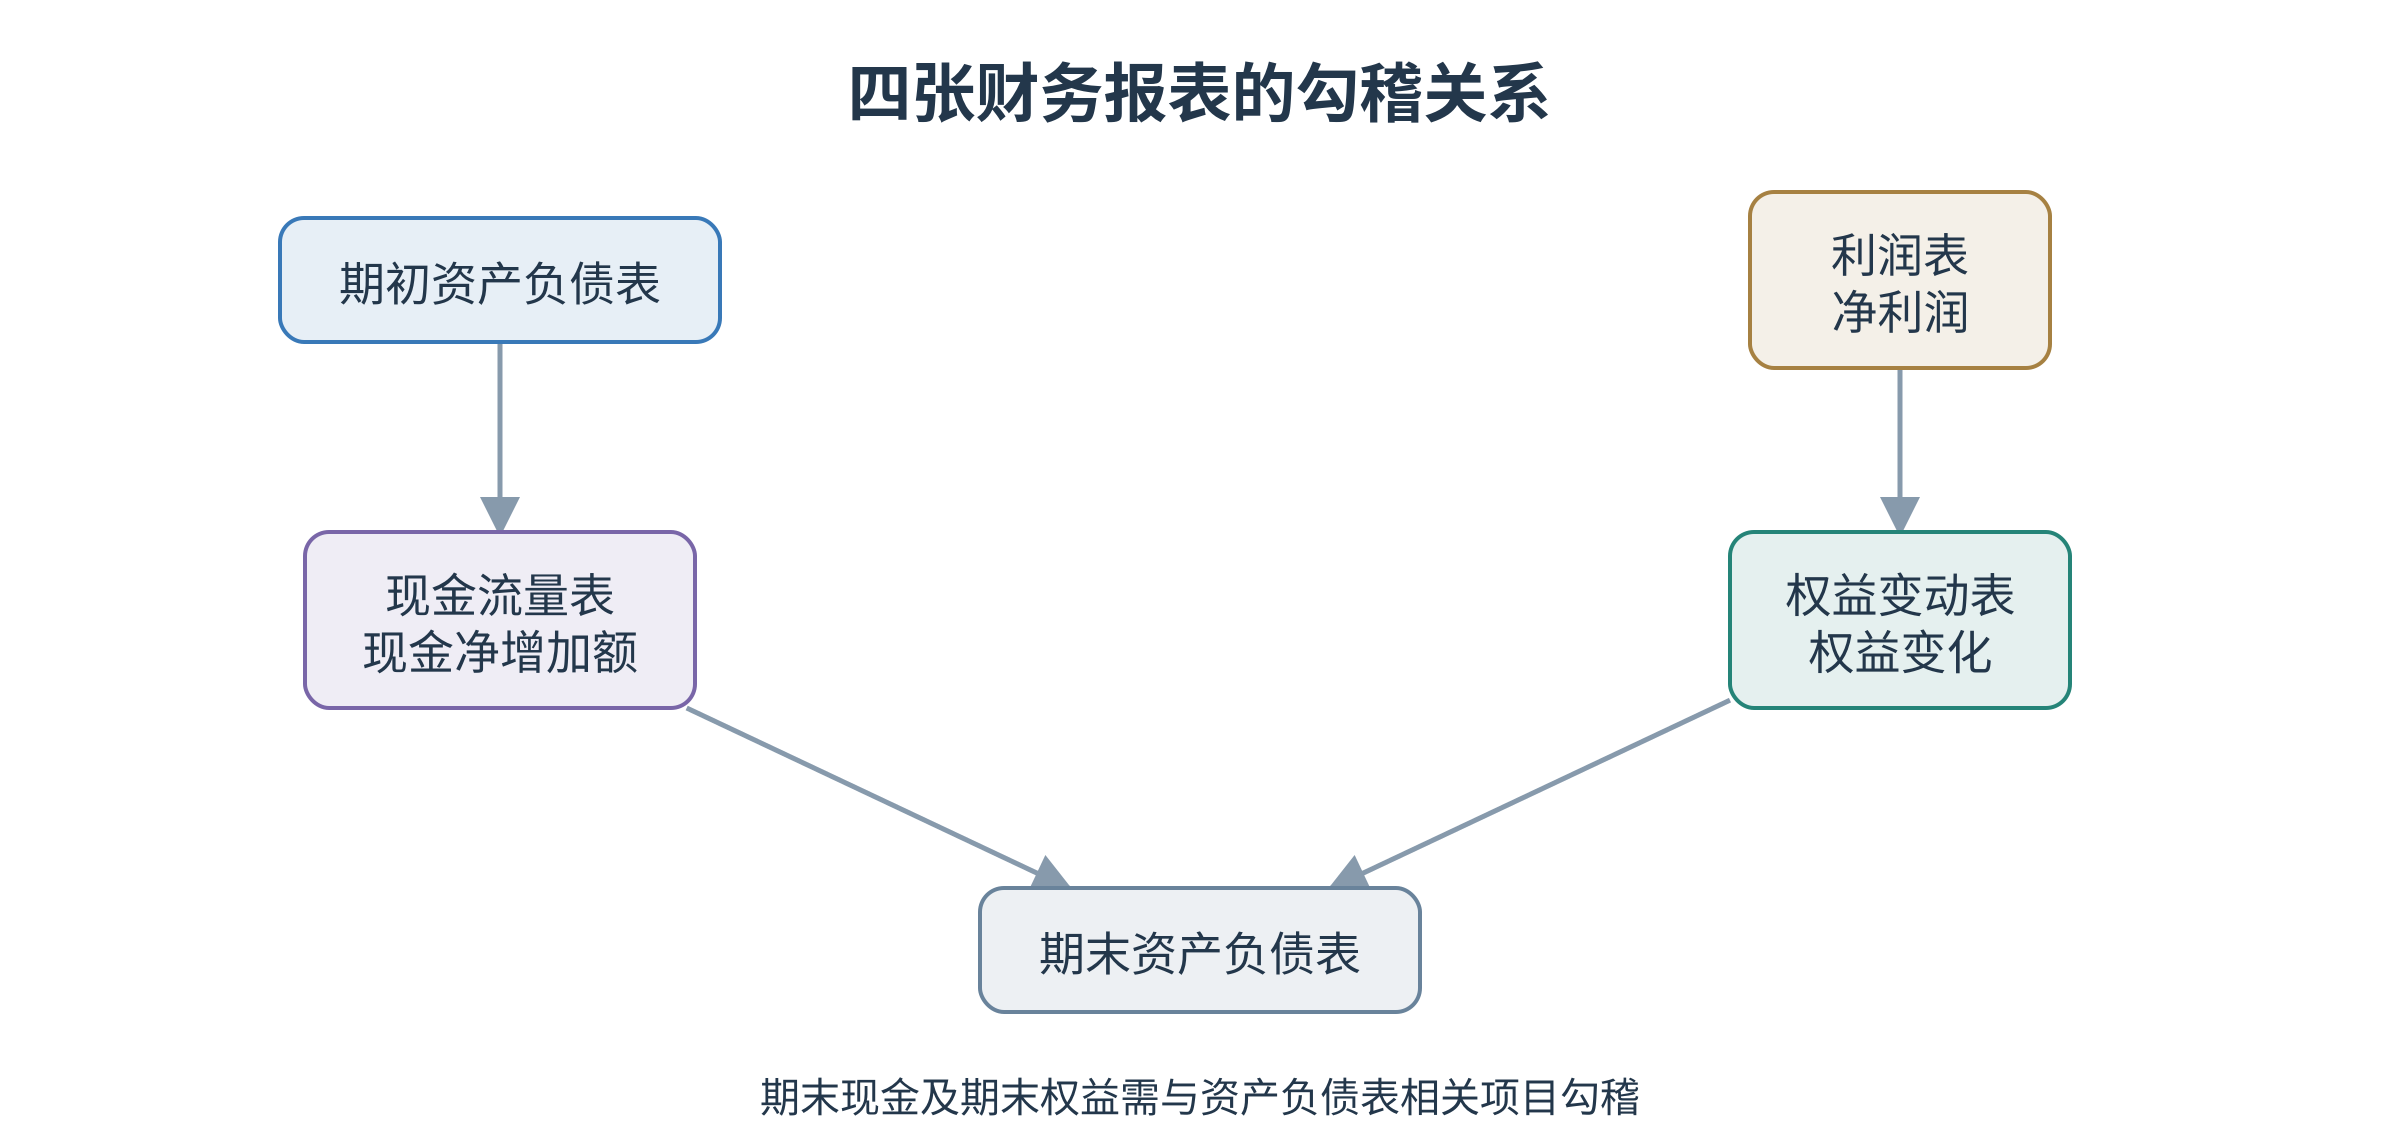 四张财务报表的勾稽关系
期初资产负债表
利润表
净利润
现金流量表
现金净增加额
权益变动表
权益变化
期末资产负债表
期末现金及期末权益需与资产负债表相关项目勾稽